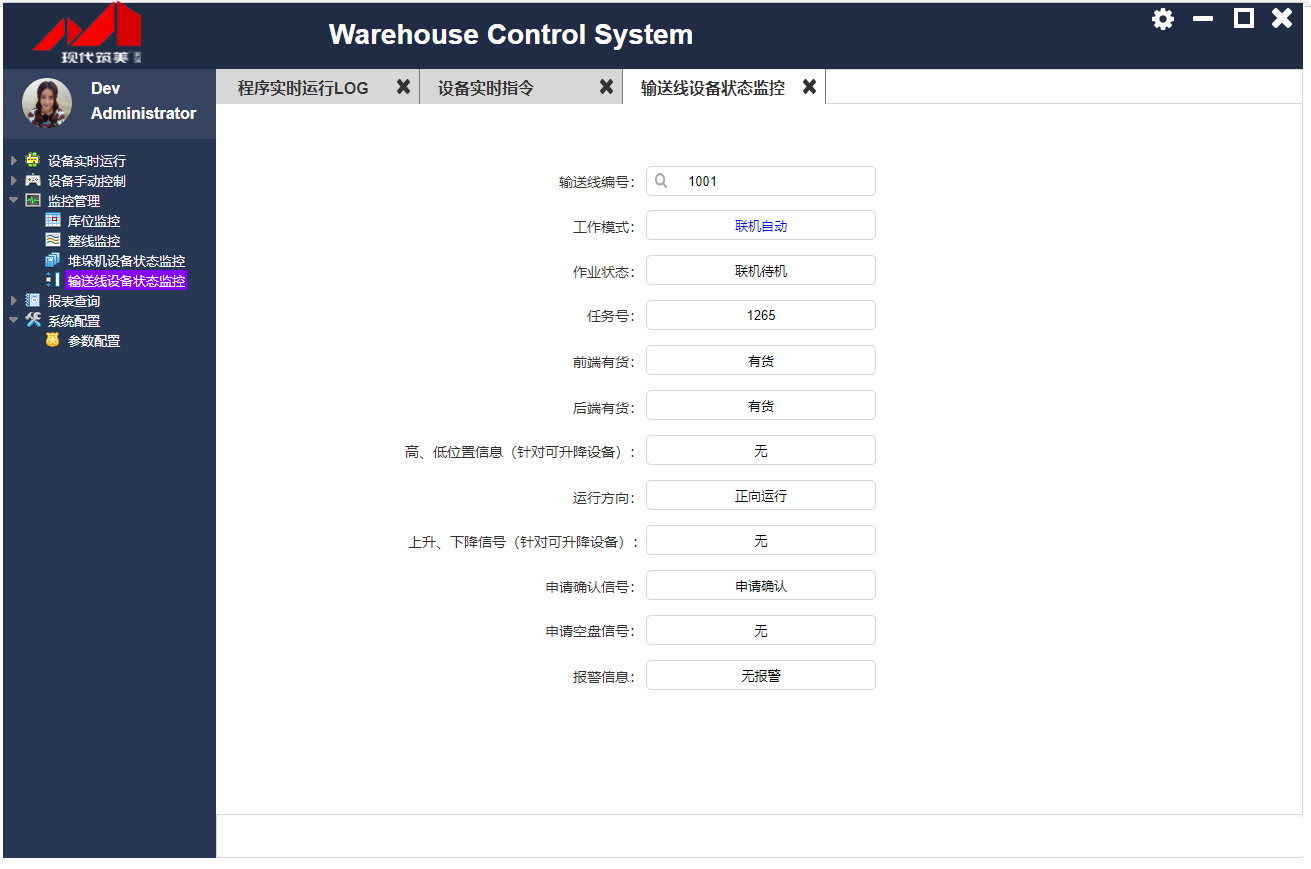 现代筑美
Warehouse Control System
Dev
Administrator
程序实时运行LOG
设备实时指令
输送线设备状态监控
设备实时运行
设备手动控制
监控管理
库位监控
整线监控
堆垛机设备状态监控
输送线设备状态监控
报表查询
系统配置
参数配置
输送线编号： 1001
工作模式： 联机自动
作业状态： 联机待机
任务号： 1265
前端有货： 有货
后端有货： 有货
高、低位置信息（针对可升降设备）： 无
运行方向： 正向运行
上升、下降信号（针对可升降设备）： 无
申请确认信号： 申请确认
申请空盘信号： 无
报警信息： 无报警